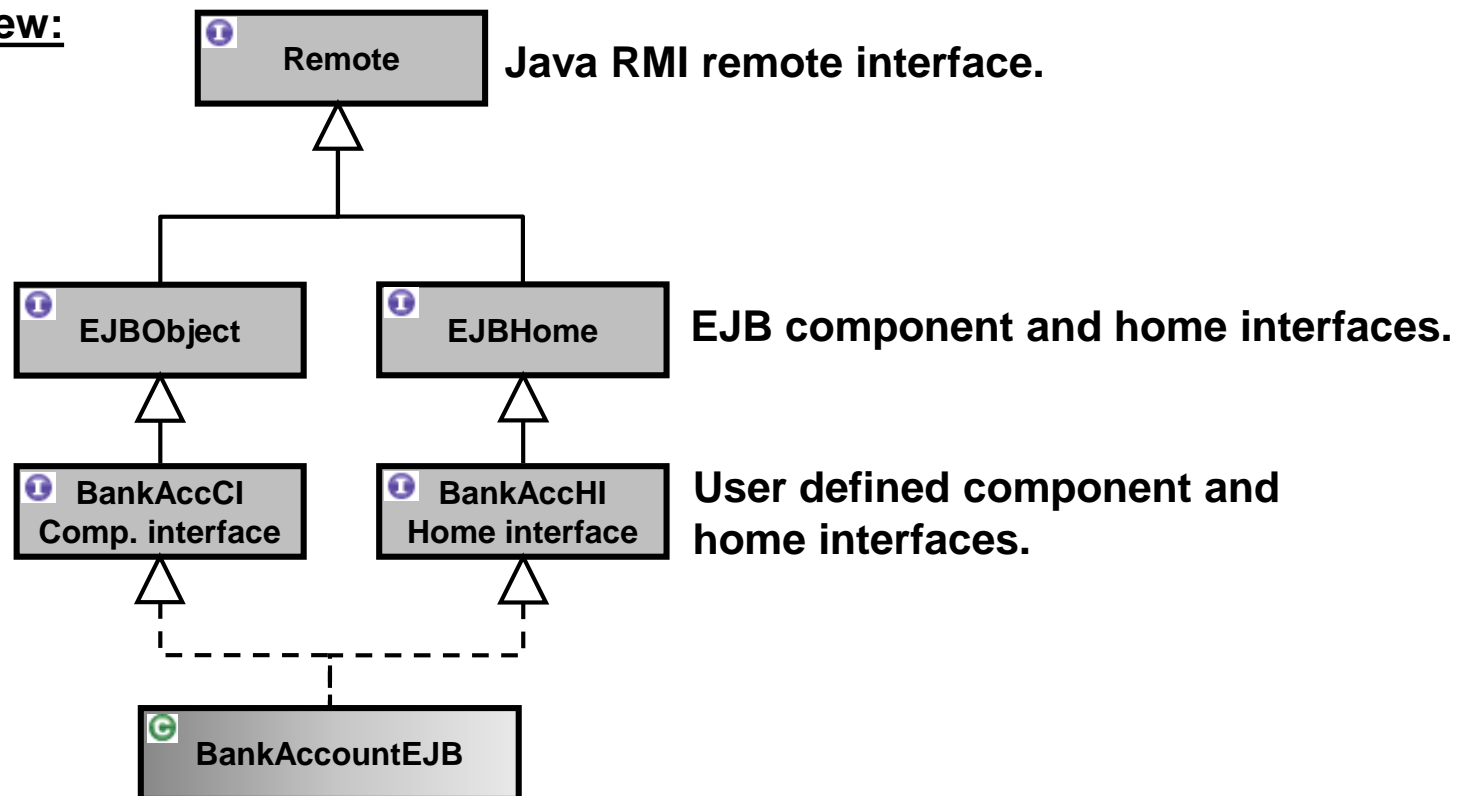 ew:
I
Remote
Java RMI remote interface.
I
EJBObject
I
EJBHome
EJB component and home interfaces.
I
BankAccCI
Comp. interface
I
BankAccHI
Home interface
User defined component and
home interfaces.
C
BankAccountEJB